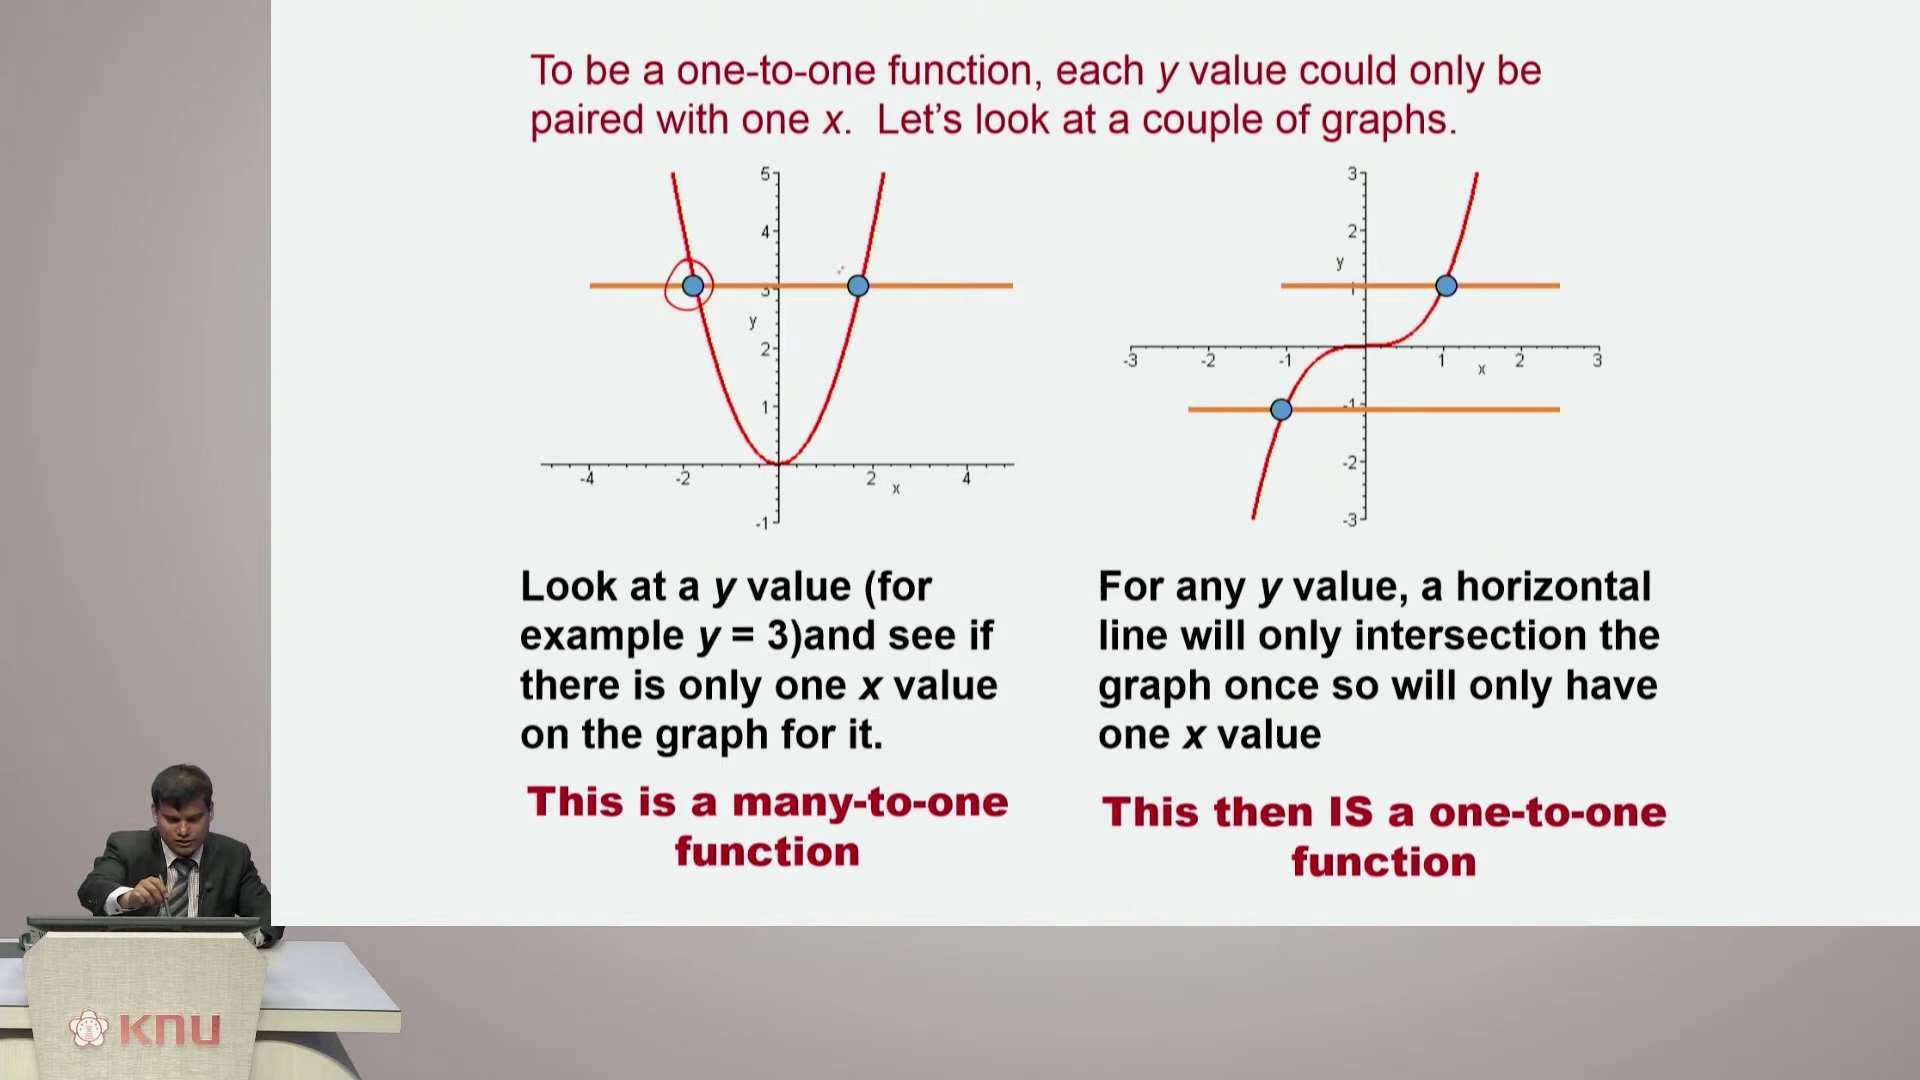 To be a one-to-one function, each y value could only be
paired with one x. Let's look at a couple of graphs.
5
4
3
y
2
1
-4
-2
2
4
x
-1
3
2
y
1
-3
-2
-1
1
2
3
x
-1
-2
-3
Look at a y value (for
example y = 3)and see if
there is only one x value
on the graph for it.
This is a many-to-one
function
For any y value, a horizontal
line will only intersection the
graph once so will only have
one x value
This then IS a one-to-one
function
KNU